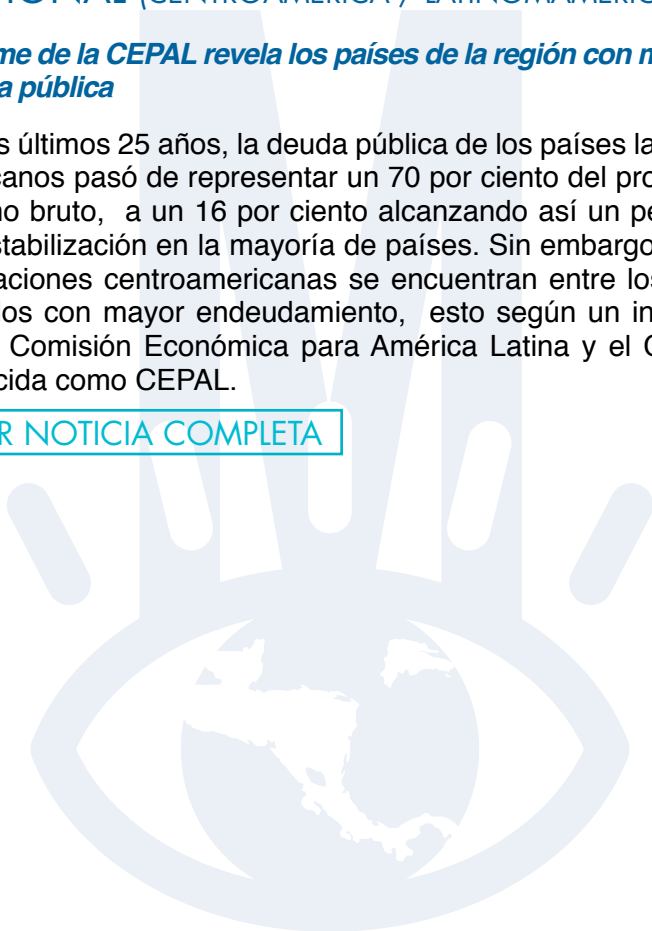 IONAL (CENTROAMÉRICA / LATINOMAMÉRIC
me de la CEPAL revela los países de la región con m
a pública
s últimos 25 años, la deuda pública de los países la
canos pasó de representar un 70 por ciento del pro
no bruto, a un 16 por ciento alcanzando así un pe
stabilización en la mayoría de países. Sin embargo
aciones centroamericanas se encuentran entre los
dos con mayor endeudamiento, esto según un in
Comisión Económica para América Latina y el C
cida como CEPAL.
R NOTICIA COMPLETA